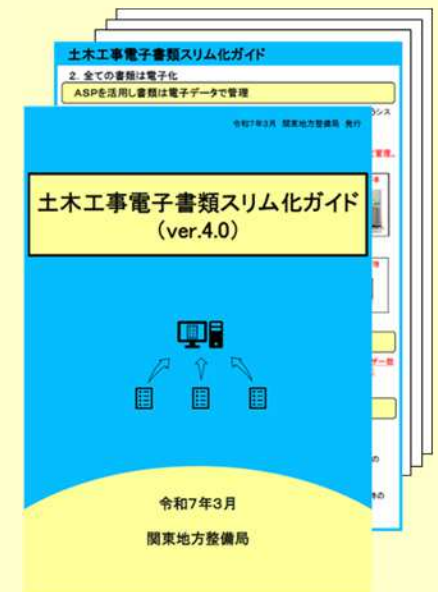 土木工事電子書類スリム化ガイド
2. 全ての書類は電子化
ASPを活用し書類は電子データで管理
令和7年3月 関東地方整備局 発行
土木工事電子書類スリム化ガイド
(ver.4.0)
令和7年3月
関東地方整備局